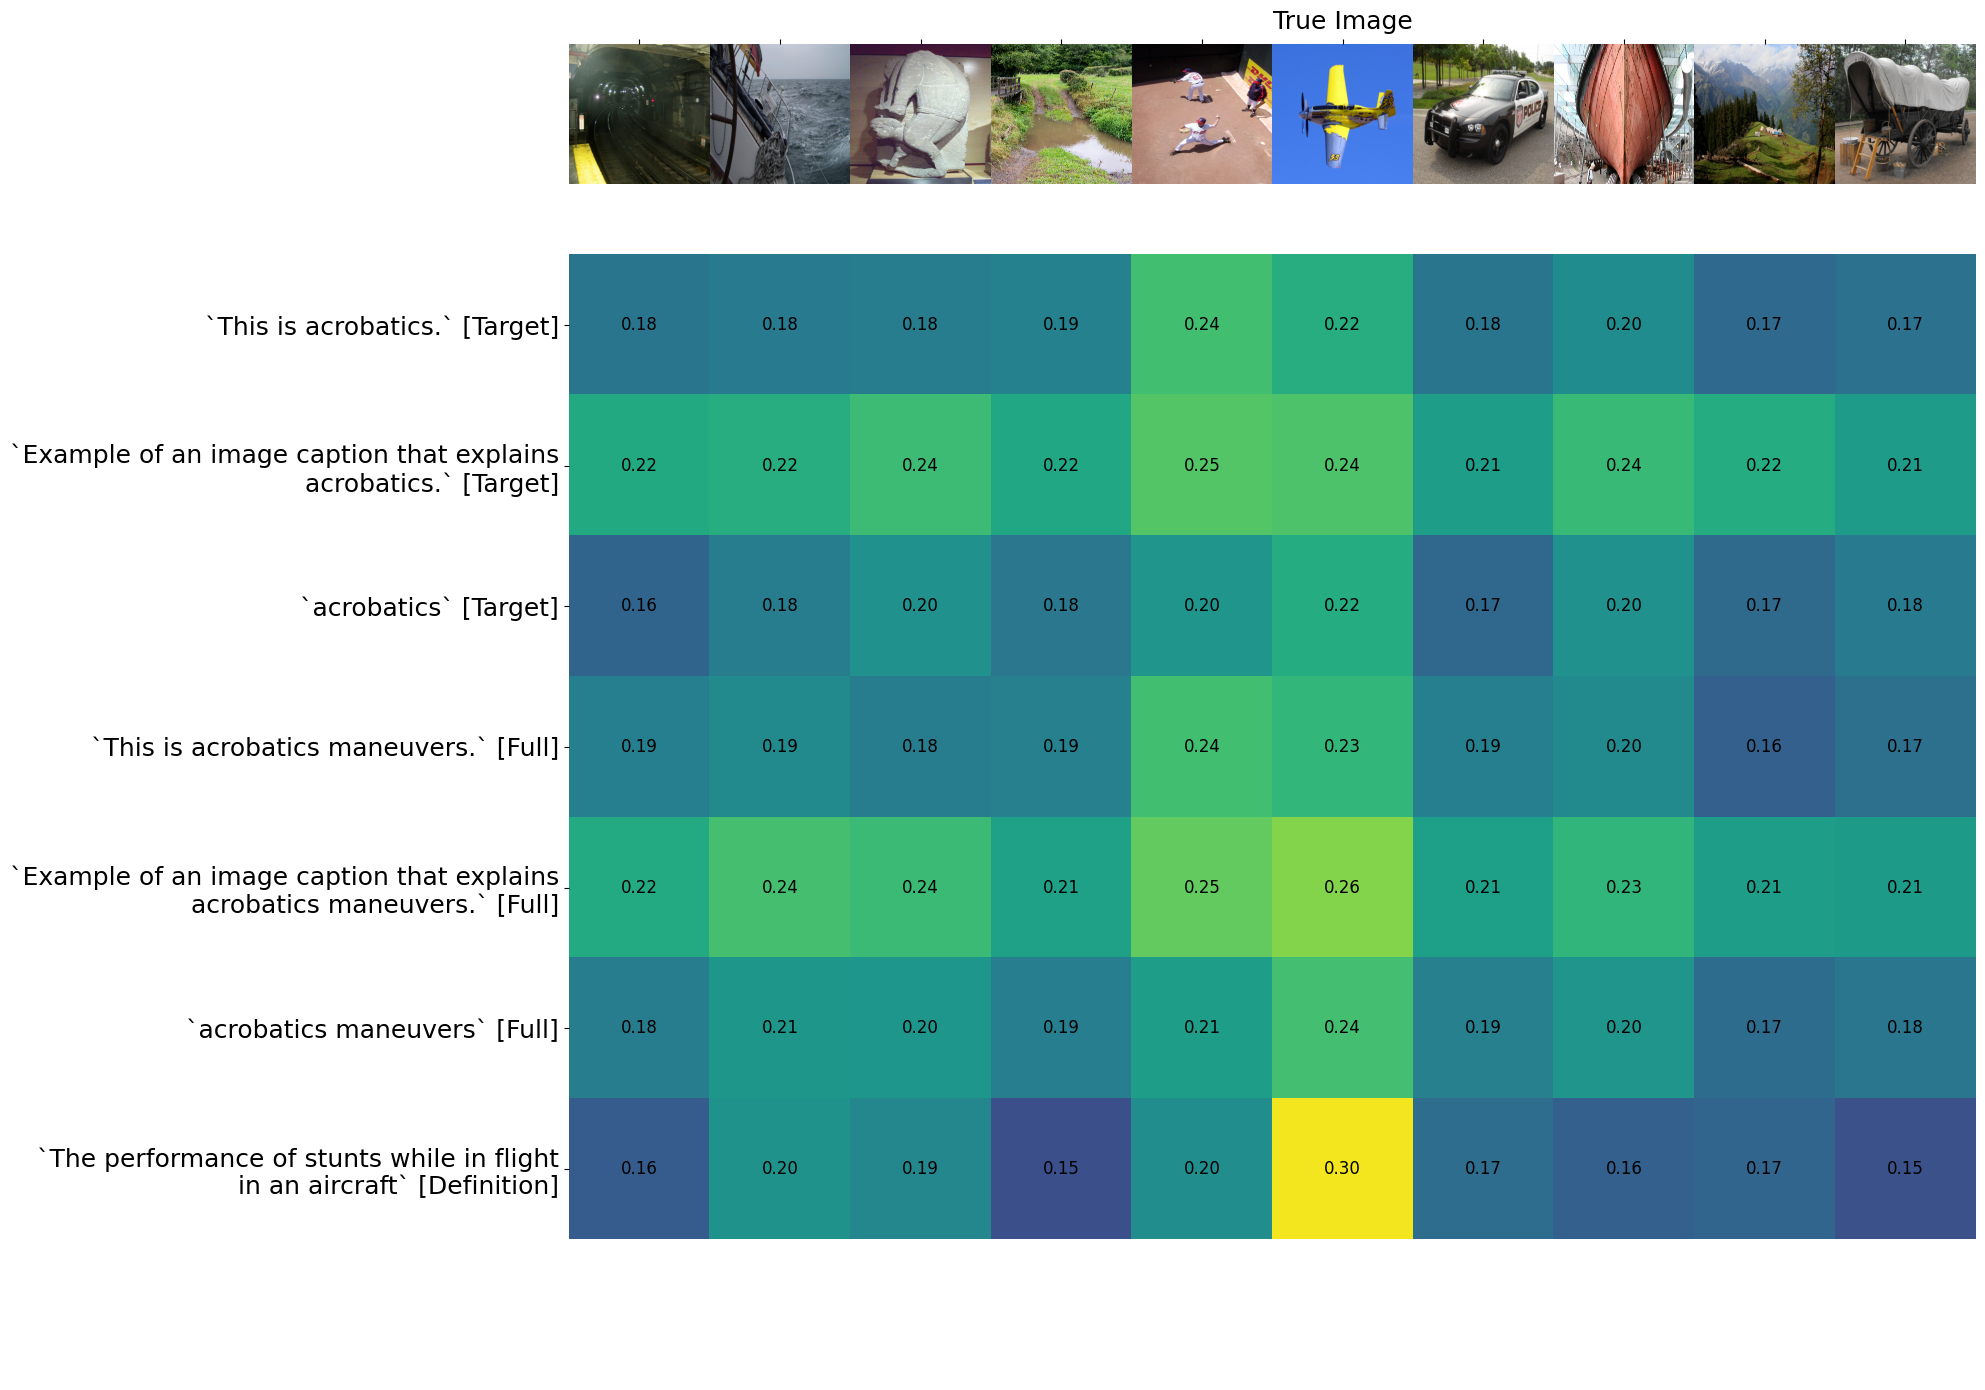 True Image
DHL
POLICE
`This is acrobatics.` [Target]
0.18 0.18 0.18 0.19 0.24 0.22 0.18 0.20 0.17 0.17
`Example of an image caption that explains
acrobatics.` [Target]
0.22 0.22 0.24 0.22 0.25 0.24 0.21 0.24 0.22 0.21
`acrobatics` [Target]
0.16 0.18 0.20 0.18 0.20 0.22 0.17 0.20 0.17 0.18
`This is acrobatics maneuvers.` [Full]
0.19 0.19 0.18 0.19 0.24 0.23 0.19 0.20 0.16 0.17
`Example of an image caption that explains
acrobatics maneuvers.` [Full]
0.22 0.24 0.24 0.21 0.25 0.26 0.21 0.23 0.21 0.21
`acrobatics maneuvers` [Full]
0.18 0.21 0.20 0.19 0.21 0.24 0.19 0.20 0.17 0.18
`The performance of stunts while in flight
in an aircraft` [Definition]
0.16 0.20 0.19 0.15 0.20 0.30 0.17 0.16 0.17 0.15